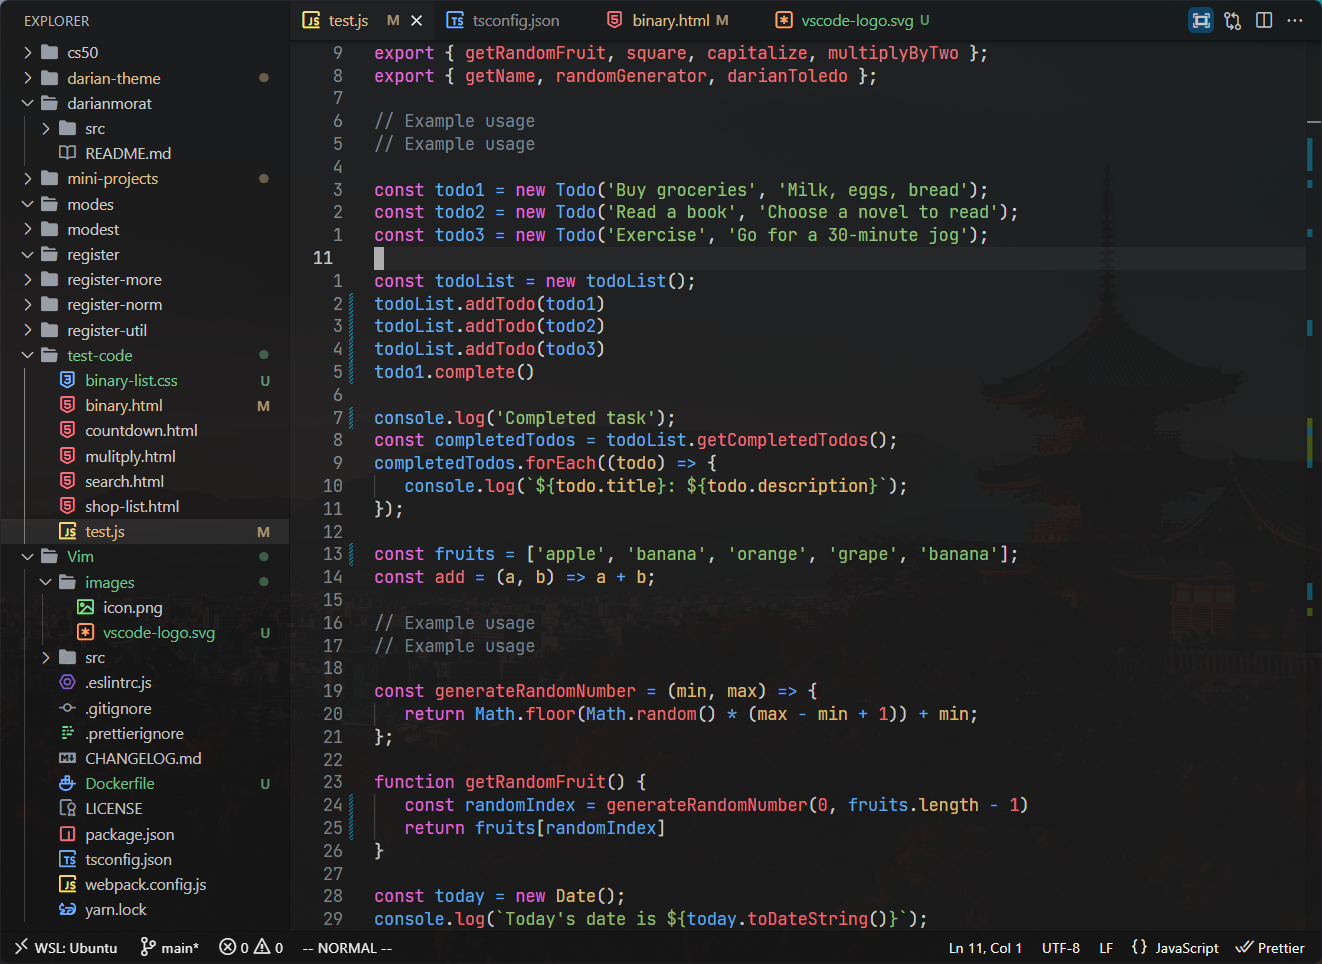 EXPLORER
cs50
darian-theme
darianmorat
src
README.md
mini-projects
modes
modest
register
register-more
register-norm
register-util
test-code
binary-list.css U
binary.html M
countdown.html
mulitply.html
search.html
shop-list.html
test.js M
Vim
images
icon.png
vscode-logo.svg U
src
.eslintrc.js
.gitignore
.prettierignore
CHANGELOG.md
Dockerfile U
LICENSE
package.json
tsconfig.json
webpack.config.js
yarn.lock
JS test.js M TS tsconfig.json 5 binary.html M vscode-logo.svg U
9 export { getRandomFruit, square, capitalize, multiplyByTwo };
8 export { getName, randomGenerator, darianToledo };
7
6 // Example usage
5 // Example usage
4
3 const todo1 = new Todo('Buy groceries', 'Milk, eggs, bread');
2 const todo2 = new Todo('Read a book', 'Choose a novel to read');
1 const todo3 = new Todo('Exercise', 'Go for a 30-minute jog');
11
1 const todoList = new todoList();
2 todoList.addTodo(todo1)
3 todoList.addTodo(todo2)
4 todoList.addTodo(todo3)
5 todo1.complete()
6
7 console.log('Completed task');
8 const completedTodos = todoList.getCompletedTodos();
9 completedTodos.forEach((todo) => {
10 console.log(`${todo.title}: ${todo.description}`);
11 });
12
13 const fruits = ['apple', 'banana', 'orange', 'grape', 'banana'];
14 const add = (a, b) => a + b;
15
16 // Example usage
17 // Example usage
18
19 const generateRandomNumber = (min, max) => {
20 return Math.floor(Math.random() * (max - min + 1)) + min;
21 };
22
23 function getRandomFruit() {
24 const randomIndex = generateRandomNumber(0, fruits.length - 1)
25 return fruits[randomIndex]
26 }
27
28 const today = new Date();
29 console.log(`Today's date is ${today.toDateString()}`);
WSL: Ubuntu main* 0 0 -- NORMAL -- Ln 11, Col 1 UTF-8 LF {} JavaScript Prettier